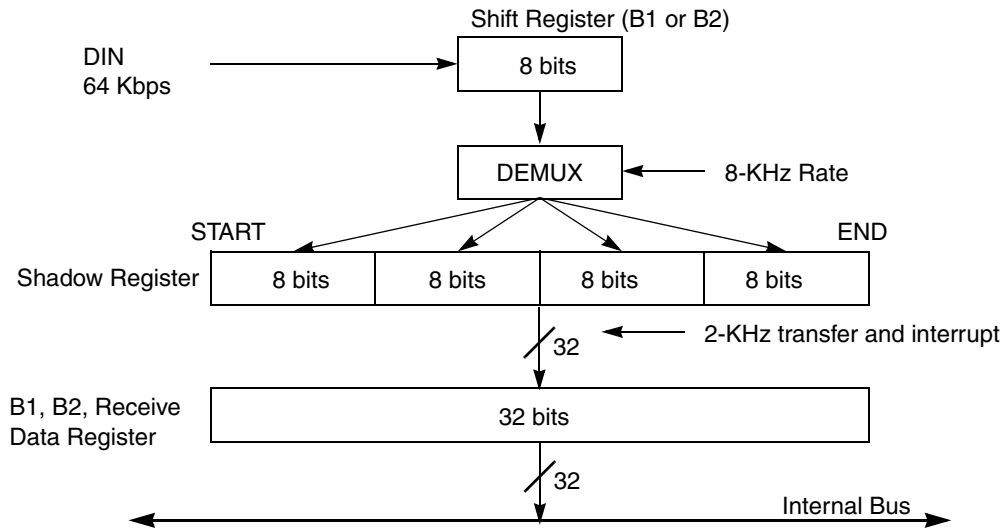 Shift Register (B1 or B2)
DIN
64 Kbps
8 bits
DEMUX
8-KHz Rate
START
END
Shadow Register
8 bits
8 bits
8 bits
8 bits
32
2-KHz transfer and interrupt
B1, B2, Receive
Data Register
32 bits
32
Internal Bus